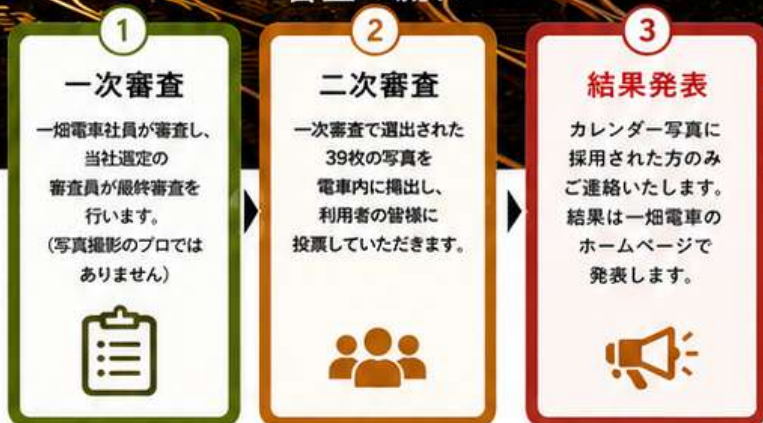 1
一次審査
一畑電車社員が審査し、
当社選定の
審査員が最終審査を
行います。
(写真撮影のプロでは
ありません)
2
二次審査
一次審査で選出された
39枚の写真を
電車内に掲出し、
利用者の皆様に
投票していただきます。
3
結果発表
カレンダー写真に
採用された方のみ
ご連絡いたします。
結果は一畑電車の
ホームページで
発表します。